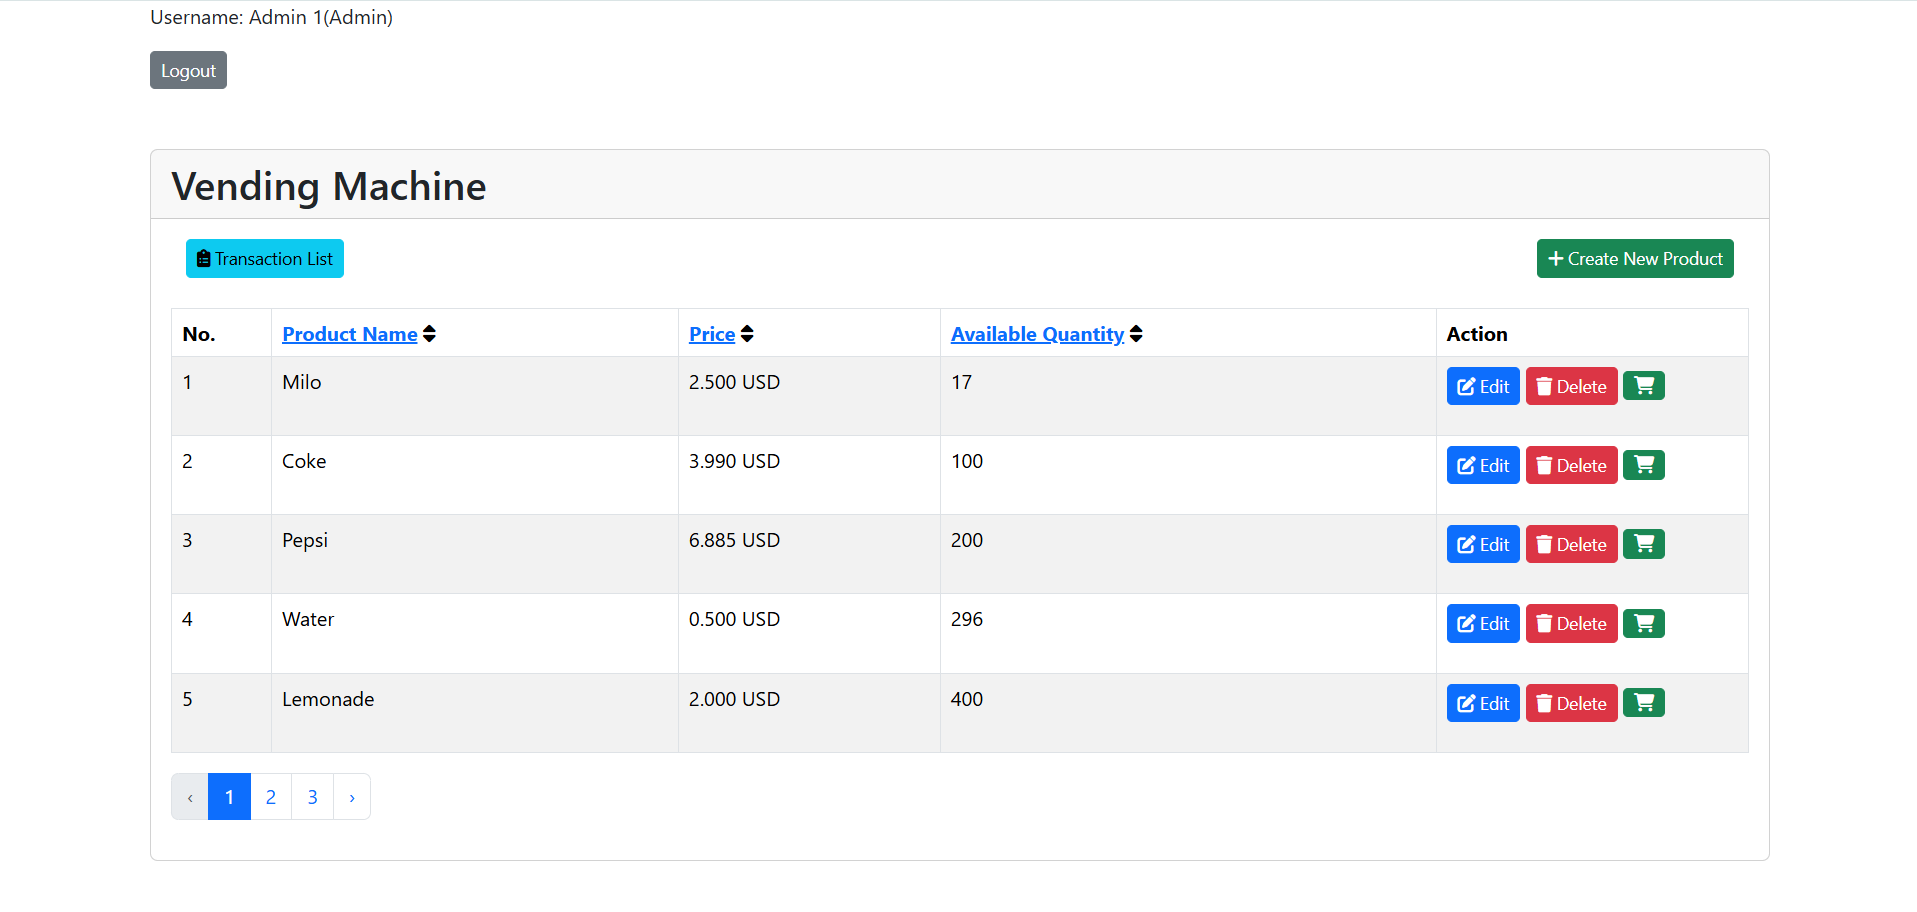 Username: Admin 1(Admin)
Logout
Vending Machine
Transaction List
Create New Product
No. Product Name Price Available Quantity Action
1 Milo 2.500 USD 17 Edit Delete
2 Coke 3.990 USD 100 Edit Delete
3 Pepsi 6.885 USD 200 Edit Delete
4 Water 0.500 USD 296 Edit Delete
5 Lemonade 2.000 USD 400 Edit Delete
‹ 1 2 3 ›